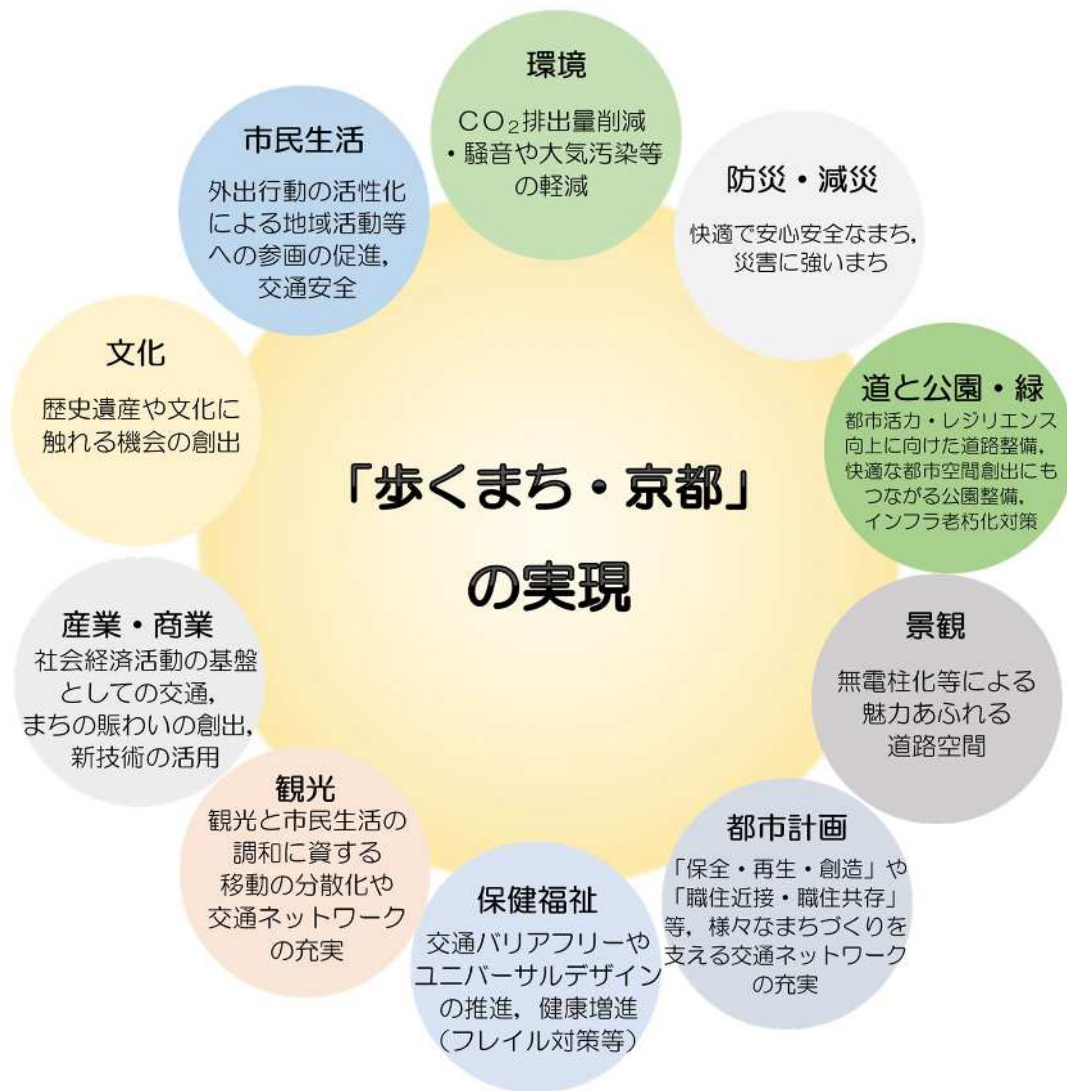 環境
CO₂排出量削減
・騒音や大気汚染等
の軽減
防災・減災
快適で安心安全なまち，
災害に強いまち
道と公園・緑
都市活力・レジリエンス
向上に向けた道路整備，
快適な都市空間創出にも
つながる公園整備，
インフラ老朽化対策
景観
無電柱化等による
魅力あふれる
道路空間
都市計画
「保全・再生・創造」や
「職住近接・職住共存」
等，様々なまちづくりを
支える交通ネットワーク
の充実
保健福祉
交通バリアフリーや
ユニバーサルデザイン
の推進，健康増進
（フレイル対策等）
観光
観光と市民生活の
調和に資する
移動の分散化や
交通ネットワーク
の充実
産業・商業
社会経済活動の基盤
としての交通，
まちの賑わいの創出，
新技術の活用
文化
歴史遺産や文化に
触れる機会の創出
市民生活
外出行動の活性化
による地域活動等
への参画の促進，
交通安全
「歩くまち・京都」
の実現